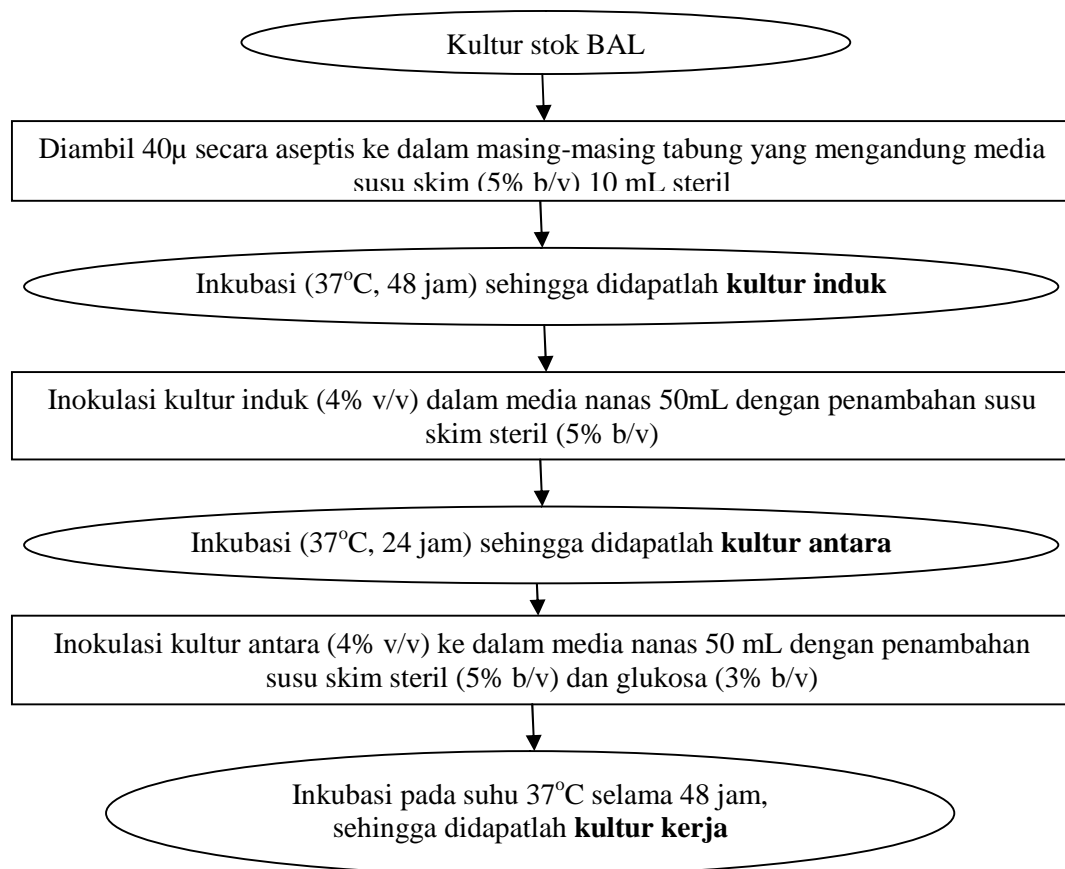 Kultur stok BAL
Diambil 40μ secara aseptis ke dalam masing-masing tabung yang mengandung media
susu skim (5% b/v) 10 mL steril
Inkubasi (37°C, 48 jam) sehingga didapatlah kultur induk
Inokulasi kultur induk (4% v/v) dalam media nanas 50mL dengan penambahan susu
skim steril (5% b/v)
Inkubasi (37°C, 24 jam) sehingga didapatlah kultur antara
Inokulasi kultur antara (4% v/v) ke dalam media nanas 50 mL dengan penambahan
susu skim steril (5% b/v) dan glukosa (3% b/v)
Inkubasi pada suhu 37°C selama 48 jam,
sehingga didapatlah kultur kerja